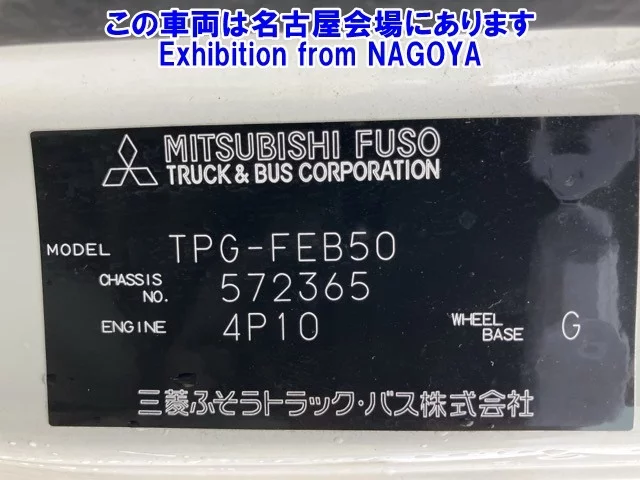 この車両は名古屋会場にあります
Exhibition from NAGOYA
MITSUBISHI FUSO
TRUCK & BUS CORPORATION
MODEL TPG-FEB50
CHASSIS NO. 572365
ENGINE 4P10 WHEEL BASE G
三菱ふそうトラック・バス株式会社